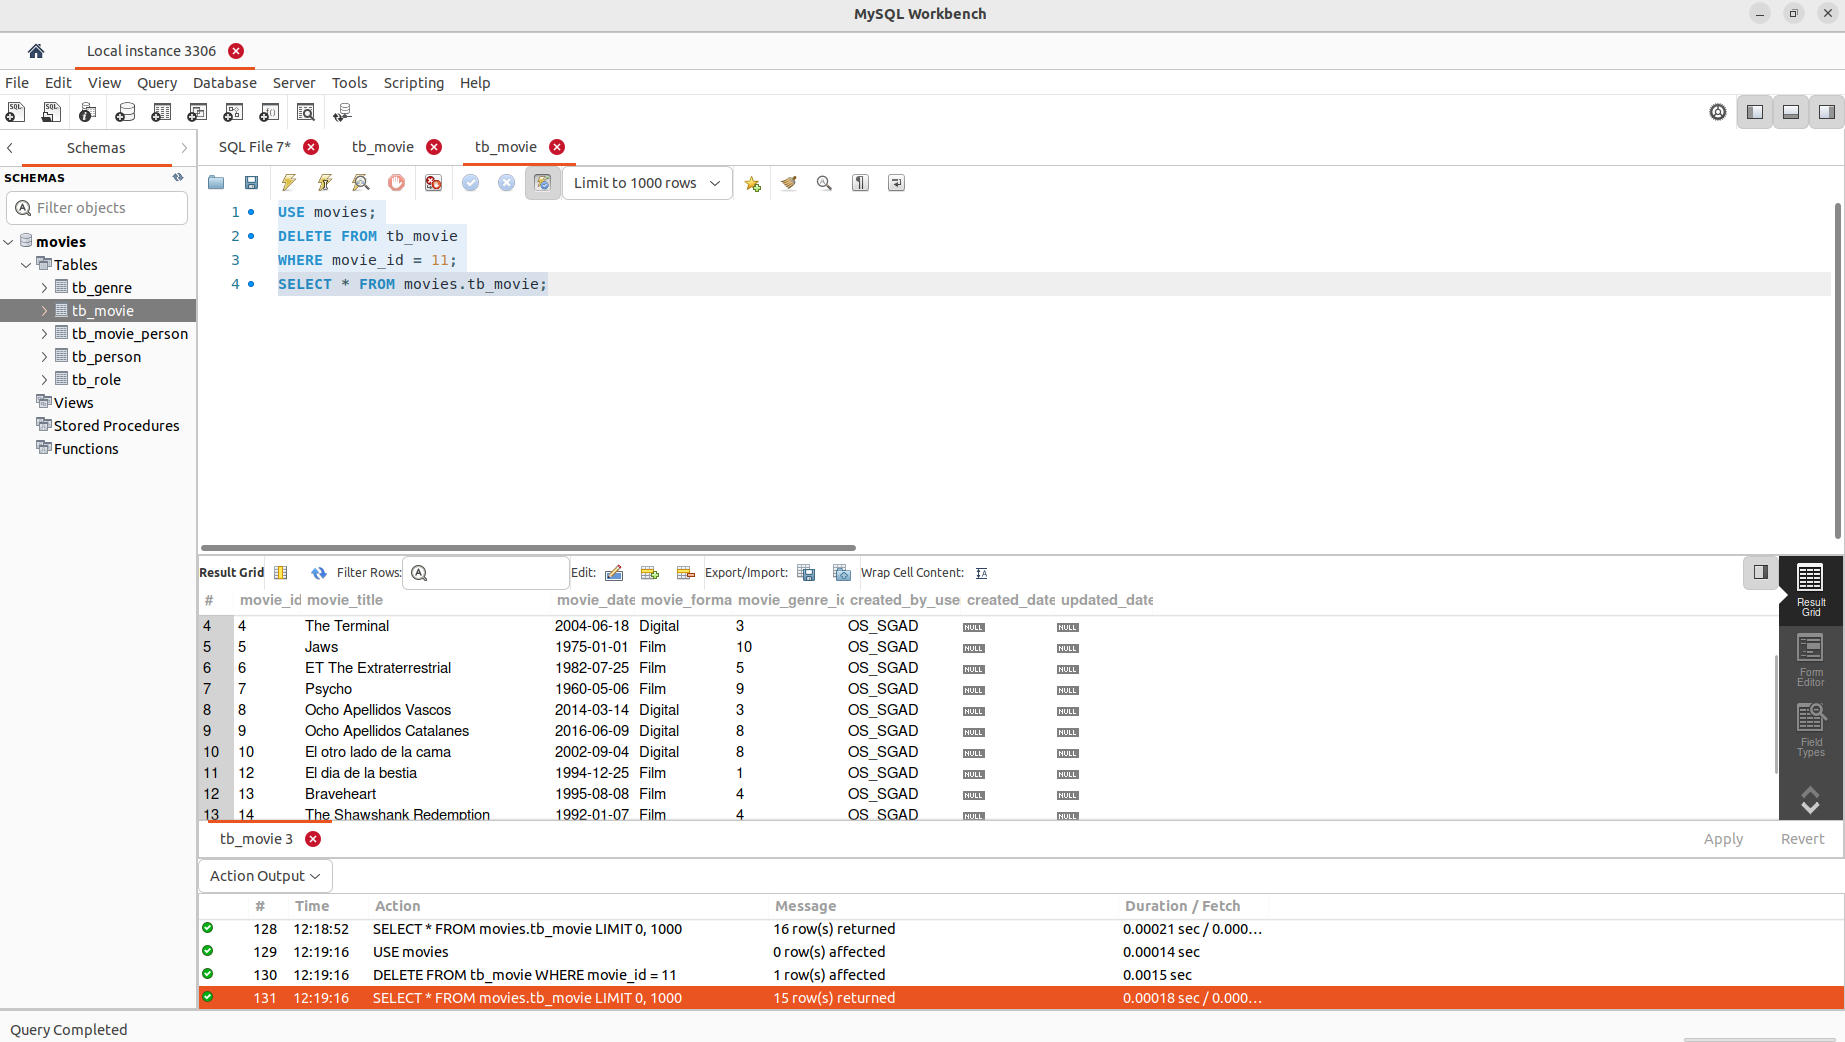 MySQL Workbench
Local instance 3306
File Edit View Query Database Server Tools Scripting Help
Schemas
SQL File 7* tb_movie tb_movie
SCHEMAS
Limit to 1000 rows
Filter objects
1 USE movies;
2 DELETE FROM tb_movie
3 WHERE movie_id = 11;
4 SELECT * FROM movies.tb_movie;
movies
Tables
tb_genre
tb_movie
tb_movie_person
tb_person
tb_role
Views
Stored Procedures
Functions
Result Grid Filter Rows: Edit: Export/Import: Wrap Cell Content:
# movie_id movie_title movie_date movie_forma movie_genre_id created_by_use created_date updated_date
4 4 The Terminal 2004-06-18 Digital 3 OS_SGAD NULL NULL
5 5 Jaws 1975-01-01 Film 10 OS_SGAD NULL NULL
6 6 ET The Extraterrestrial 1982-07-25 Film 5 OS_SGAD NULL NULL
7 7 Psycho 1960-05-06 Film 9 OS_SGAD NULL NULL
8 8 Ocho Apellidos Vascos 2014-03-14 Digital 3 OS_SGAD NULL NULL
9 9 Ocho Apellidos Catalanes 2016-06-09 Digital 8 OS_SGAD NULL NULL
10 10 El otro lado de la cama 2002-09-04 Digital 8 OS_SGAD NULL NULL
11 12 El dia de la bestia 1994-12-25 Film 1 OS_SGAD NULL NULL
12 13 Braveheart 1995-08-08 Film 4 OS_SGAD NULL NULL
13 14 The Shawshank Redemption 1992-01-07 Film 4 OS_SGAD NULL NULL
Result
Grid
Form
Editor
Field
Types
tb_movie 3 Apply Revert
Action Output
# Time Action Message Duration / Fetch
128 12:18:52 SELECT * FROM movies.tb_movie LIMIT 0, 1000 16 row(s) returned 0.00021 sec / 0.000...
129 12:19:16 USE movies 0 row(s) affected 0.00014 sec
130 12:19:16 DELETE FROM tb_movie WHERE movie_id = 11 1 row(s) affected 0.0015 sec
131 12:19:16 SELECT * FROM movies.tb_movie LIMIT 0, 1000 15 row(s) returned 0.00018 sec / 0.000...
Query Completed